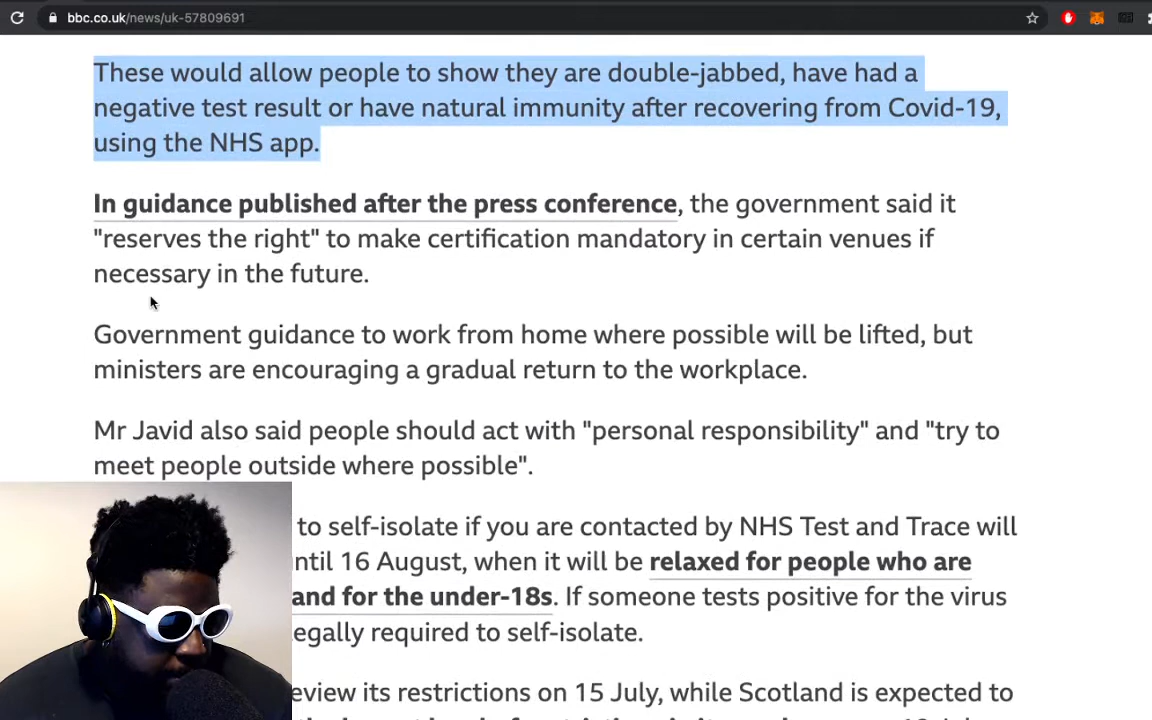 bbc.co.uk/news/uk-57809691
These would allow people to show they are double-jabbed, have had a
negative test result or have natural immunity after recovering from Covid-19,
using the NHS app.
In guidance published after the press conference, the government said it
"reserves the right" to make certification mandatory in certain venues if
necessary in the future.
Government guidance to work from home where possible will be lifted, but
ministers are encouraging a gradual return to the workplace.
Mr Javid also said people should act with "personal responsibility" and "try to
meet people outside where possible".
to self-isolate if you are contacted by NHS Test and Trace will
ntil 16 August, when it will be relaxed for people who are
and for the under-18s. If someone tests positive for the virus
egally required to self-isolate.
eview its restrictions on 15 July, while Scotland is expected to